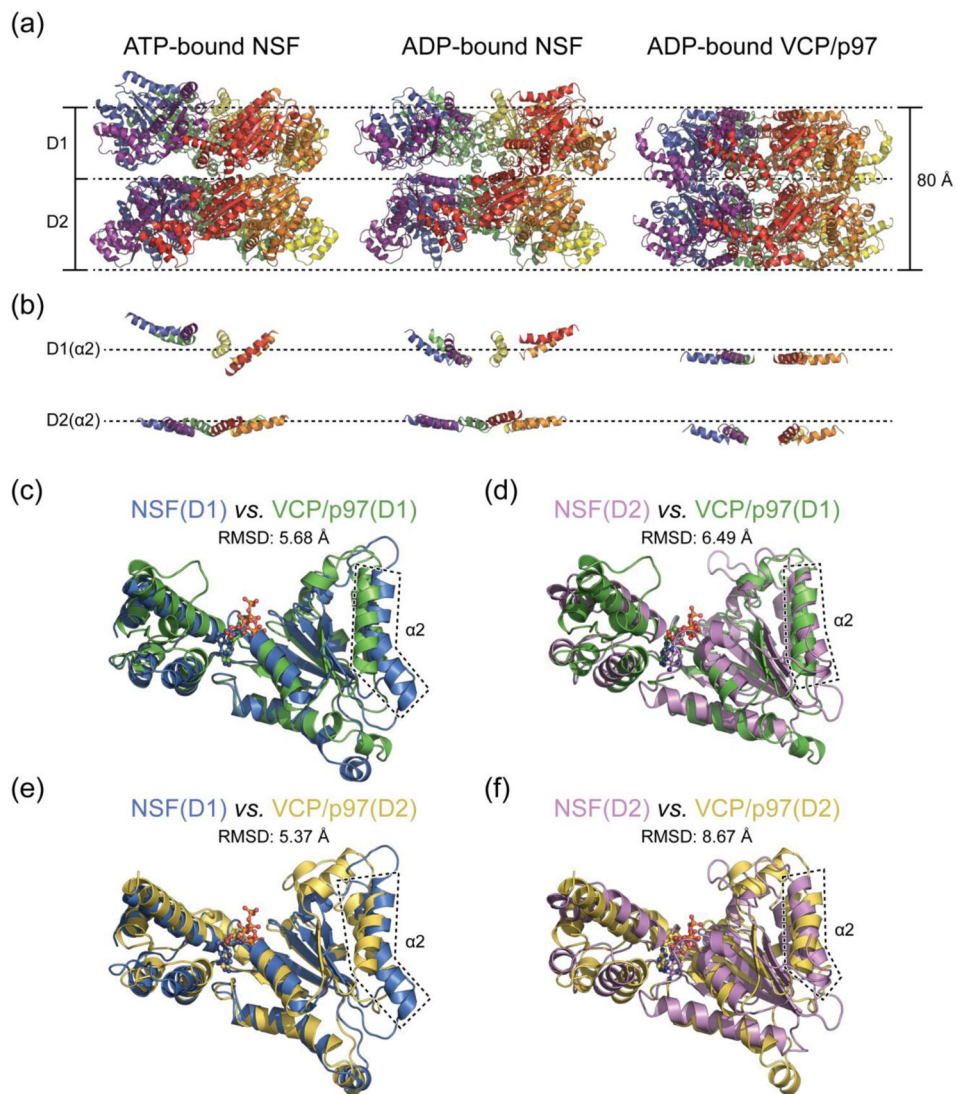 (a)
ATP-bound NSF
ADP-bound NSF
ADP-bound VCP/p97
D1
D2
80 Å
(b)
D1(α2)
D2(α2)
(c)
NSF(D1) vs. VCP/p97(D1)
RMSD: 5.68 Å
α2
(d)
NSF(D2) vs. VCP/p97(D1)
RMSD: 6.49 Å
α2
(e)
NSF(D1) vs. VCP/p97(D2)
RMSD: 5.37 Å
α2
(f)
NSF(D2) vs. VCP/p97(D2)
RMSD: 8.67 Å
α2